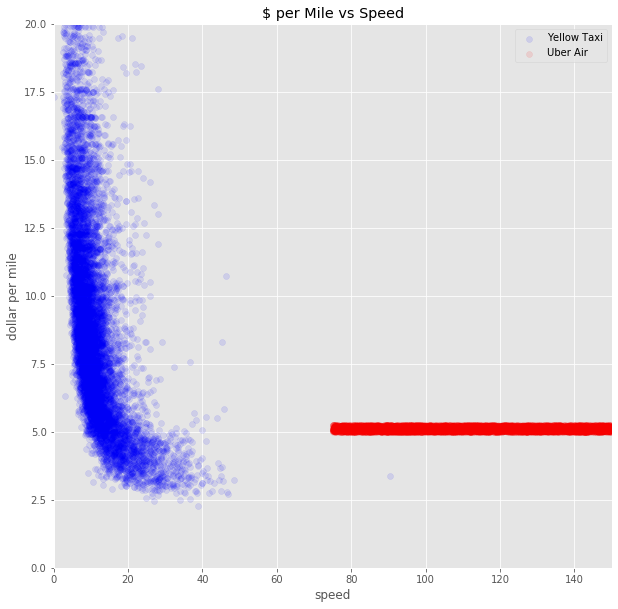 $ per Mile vs Speed
Yellow Taxi
Uber Air
20.0
17.5
15.0
12.5
10.0
7.5
5.0
2.5
0.0
dollar per mile
0 20 40 60 80 100 120 140
speed